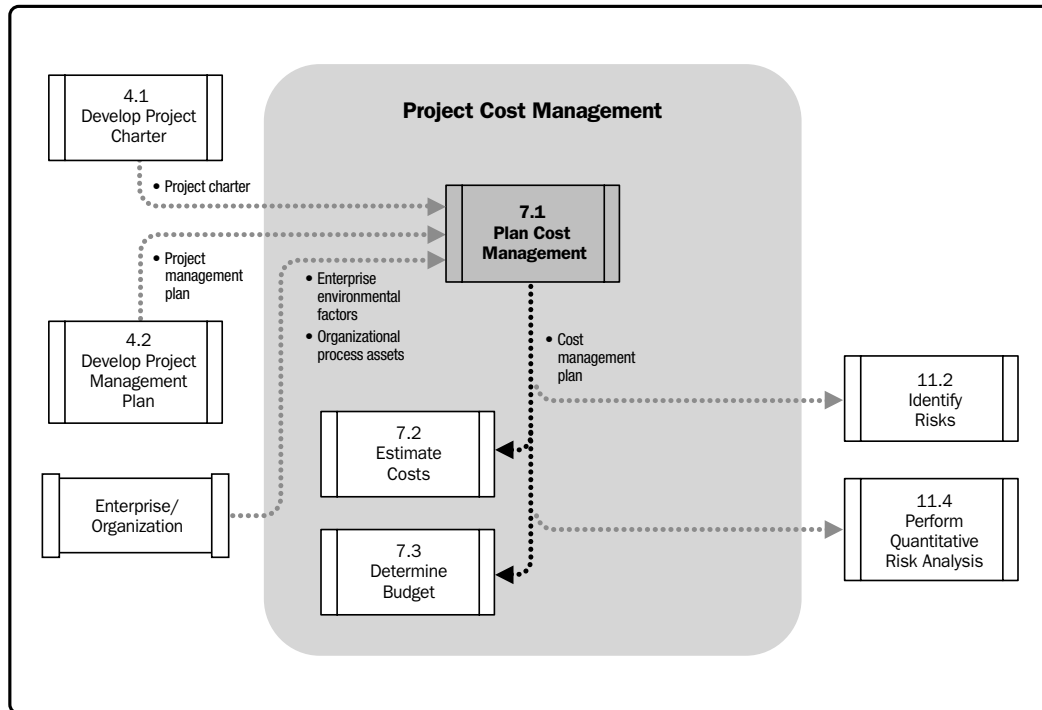 Project Cost Management
4.1
Develop Project
Charter
• Project charter
7.1
Plan Cost
Management
• Project
management
plan
• Enterprise
environmental
factors
• Organizational
process assets
4.2
Develop Project
Management
Plan
• Cost
management
plan
11.2
Identify
Risks
7.2
Estimate
Costs
Enterprise/
Organization
11.4
Perform
Quantitative
Risk Analysis
7.3
Determine
Budget